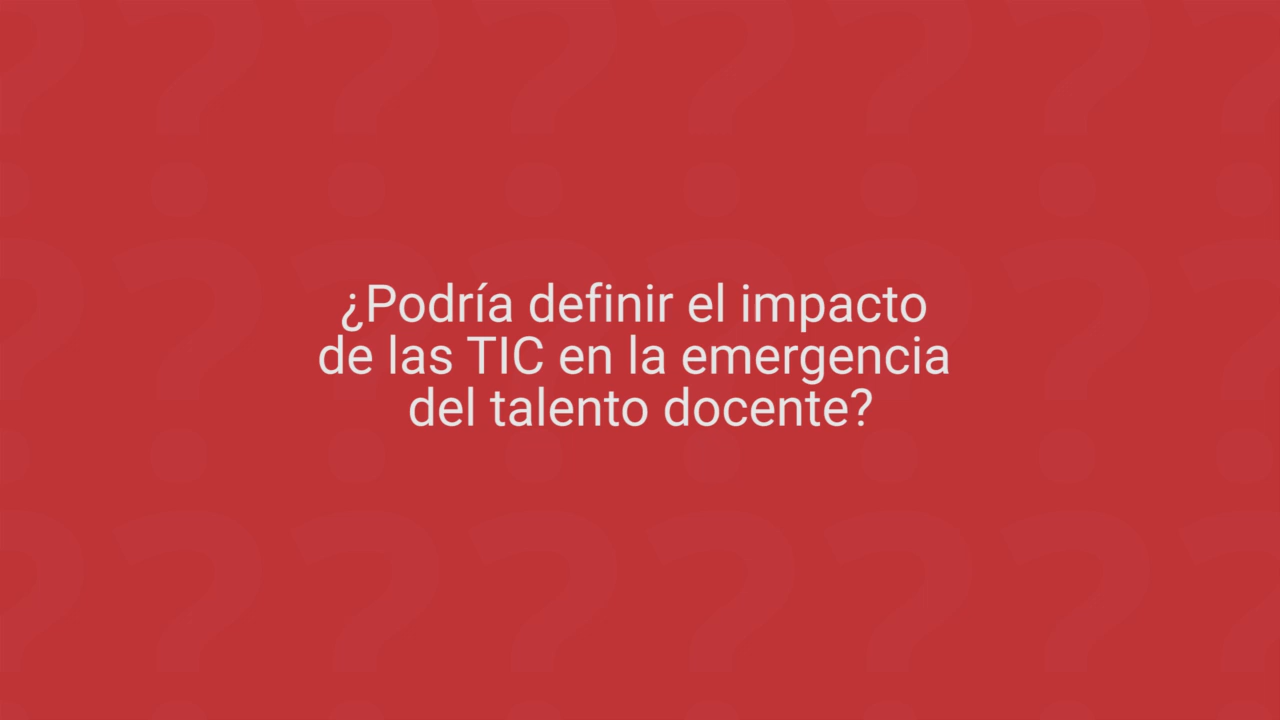 ¿Podría definir el impacto
de las TIC en la emergencia
del talento docente?